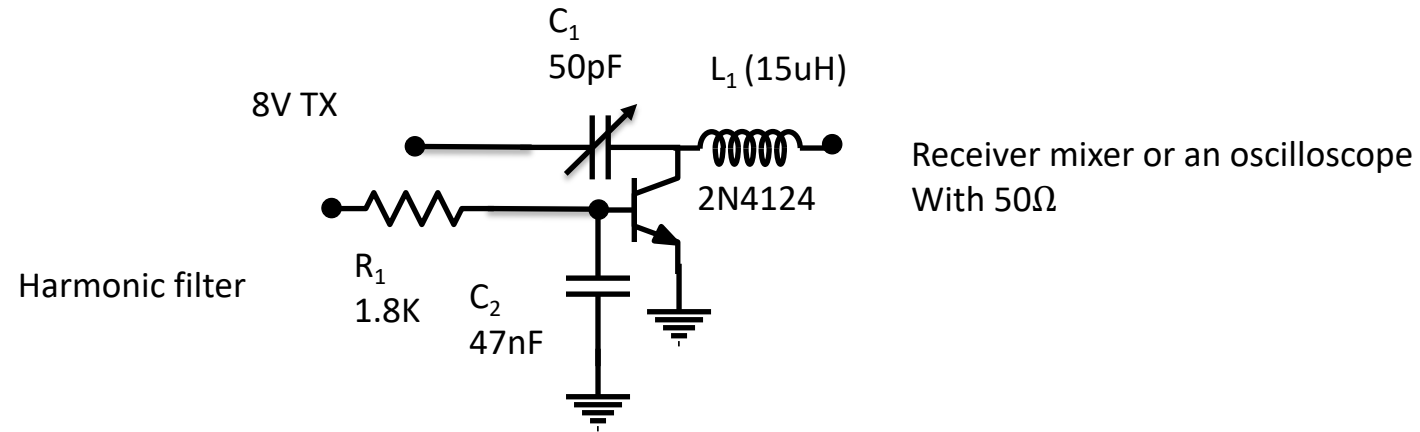 C₁
50pF
L₁ (15uH)
8V TX
Receiver mixer or an oscilloscope
With 50Ω
2N4124
R₁
1.8K
Harmonic filter
C₂
47nF